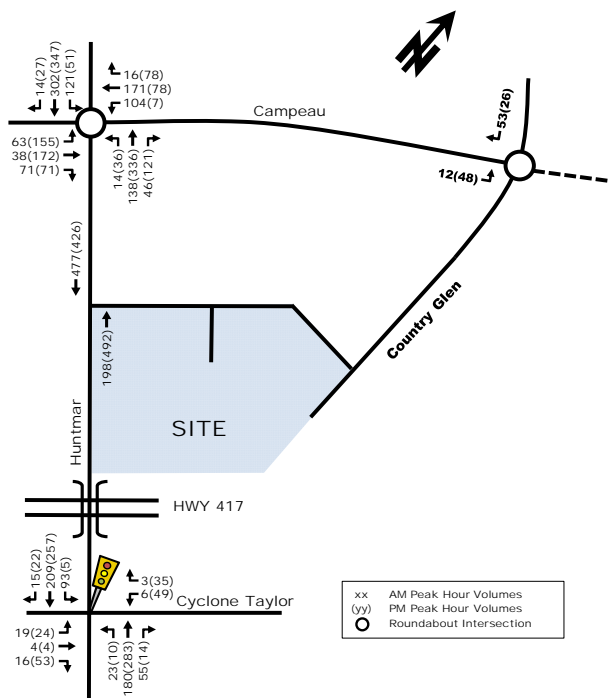 14(27)
302(347)
121(51)
16(78)
171(78)
104(7)
Campeau
53(26)
63(155)
38(172)
71(71)
14(36)
138(336)
46(121)
12(48)
477(426)
198(492)
Country Glen
SITE
Huntmar
HWY 417
15(22)
209(257)
93(5)
3(35)
6(49)
Cyclone Taylor
19(24)
4(4)
16(53)
23(10)
180(283)
55(14)
xx AM Peak Hour Volumes
(yy) PM Peak Hour Volumes
Roundabout Intersection
N